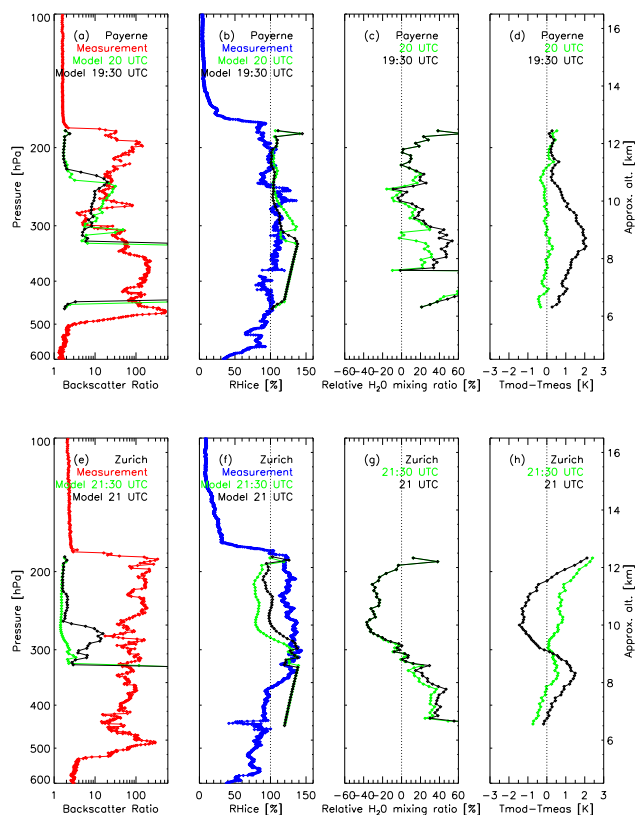 (a) Payerne
Measurement
Model 20 UTC
Model 19:30 UTC
100
200
300
400
500
600
Pressure [hPa]
1
10
100
Backscatter Ratio
(b) Payerne
Measurement
Model 20 UTC
Model 19:30 UTC
0
50
100
150
RHice [%]
(c) Payerne
20 UTC
19:30 UTC
−60−40−20 0 20 40 60
Relative H2O mixing ratio [%]
(d) Payerne
20 UTC
19:30 UTC
−3−2−1 0 1 2 3
Tmod−Tmeas [K]
16
14
12
10
8
6
Approx. alt. [km]
(e) Zurich
Measurement
Model 21:30 UTC
Model 21 UTC
100
200
300
400
500
600
Pressure [hPa]
1
10
100
Backscatter Ratio
(f) Zurich
Measurement
Model 21:30 UTC
Model 21 UTC
0
50
100
150
RHice [%]
(g) Zurich
21:30 UTC
21 UTC
−60−40−20 0 20 40 60
Relative H2O mixing ratio [%]
(h) Zurich
21:30 UTC
21 UTC
−3−2−1 0 1 2 3
Tmod−Tmeas [K]
16
14
12
10
8
6
Approx. alt. [km]